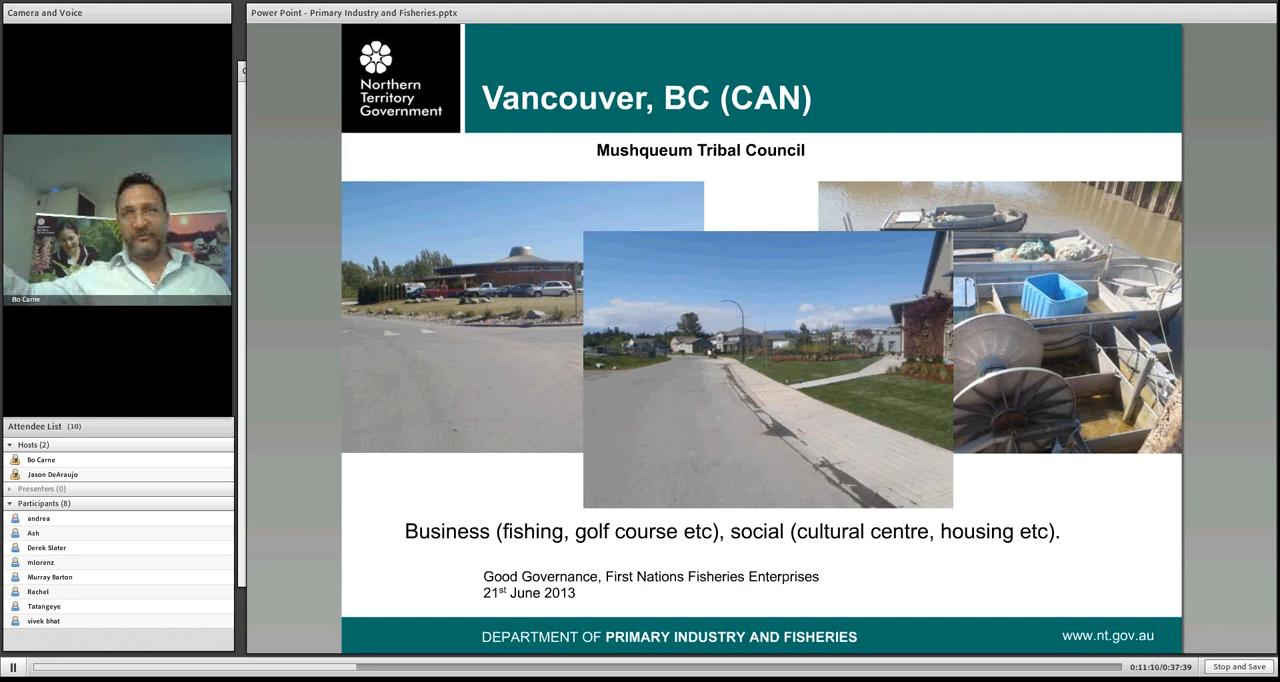 Camera and Voice
Bo Carne
Attendee List (10)
Hosts (2)
Bo Carne
Jason DeAraujo
Presenters (0)
Participants (8)
andrea
Ash
Derek Slater
mlorenz
Murray Barton
Rachel
Tatangeye
vivek bhat
Power Point - Primary Industry and Fisheries.pptx
Northern
Territory
Government
Vancouver, BC (CAN)
Mushqueum Tribal Council
Business (fishing, golf course etc), social (cultural centre, housing etc).
Good Governance, First Nations Fisheries Enterprises
21st June 2013
DEPARTMENT OF PRIMARY INDUSTRY AND FISHERIES
www.nt.gov.au
0:11:10/0:37:39
Stop and Save